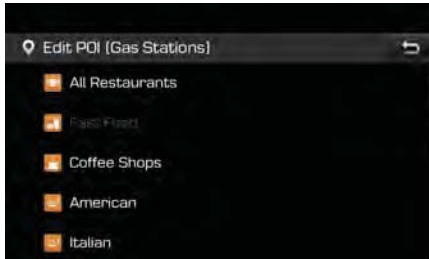 Edit POI (Gas Stations)
All Restaurants
Fast Food
Coffee Shops
American
Italian